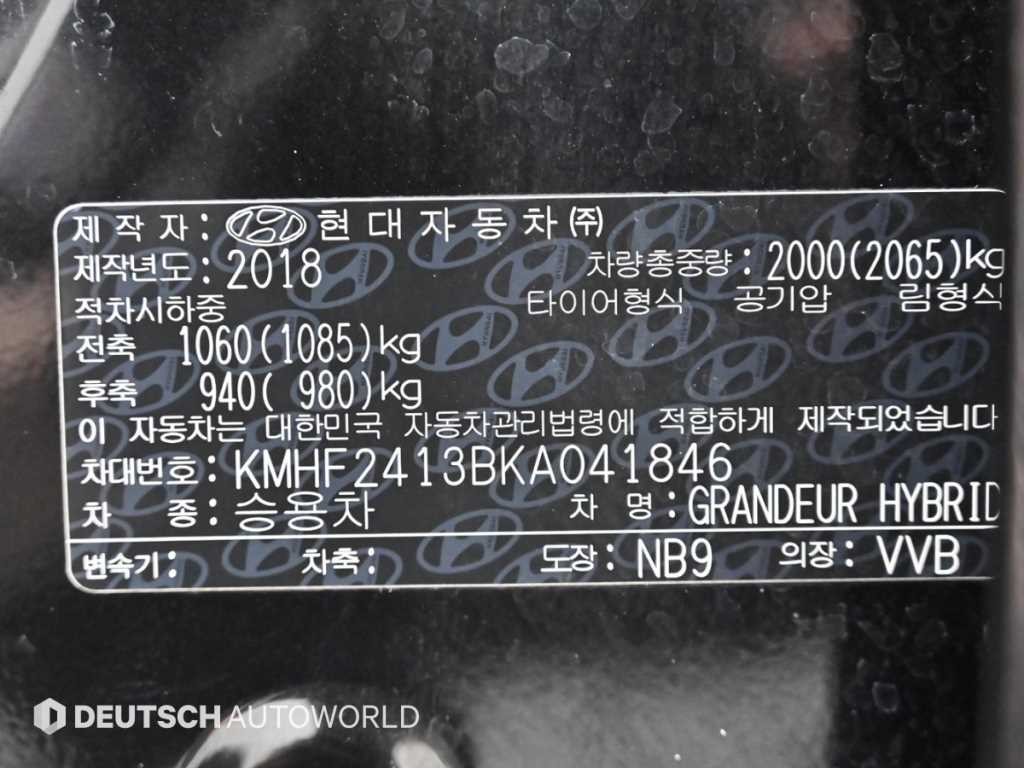 제 작 자 : 현 대 자 동 차 ㈜
제작년도 : 2018 차량총중량 : 2000(2065)kg
적차시하중 타이어형식 공기압 림형식
전축 1060(1085)kg
후축 940( 980)kg
이 자동차는 대한민국 자동차관리법령에 적합하게 제작되었습니다
차대번호 : KMHF2413BKA041846
차 종 : 승용차 차 명 : GRANDEUR HYBRID
변속기 : 차축 : 도장 : NB9 의장 : VVB
DEUTSCH AUTOWORLD